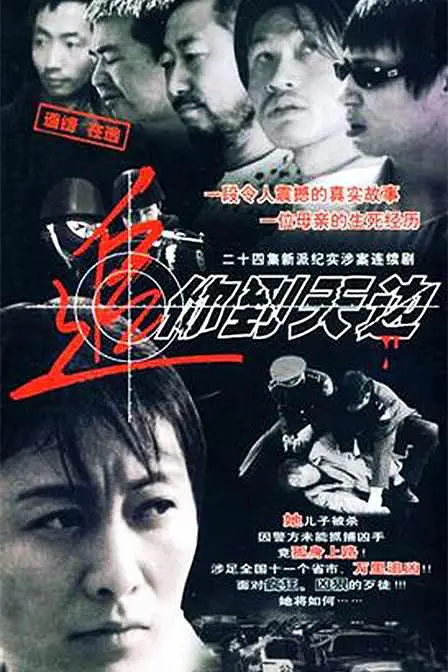 通缉 在逃
一段令人震撼的真实故事
一位母亲的生死经历
二十四集新派纪实涉案连续剧
追你到天边
她儿子被杀
因警方未能抓捕凶手
竟孤身上路！
涉足全国十一个省市、万里追凶！！
面对疯狂、凶狠的歹徒！！！
她将如何……